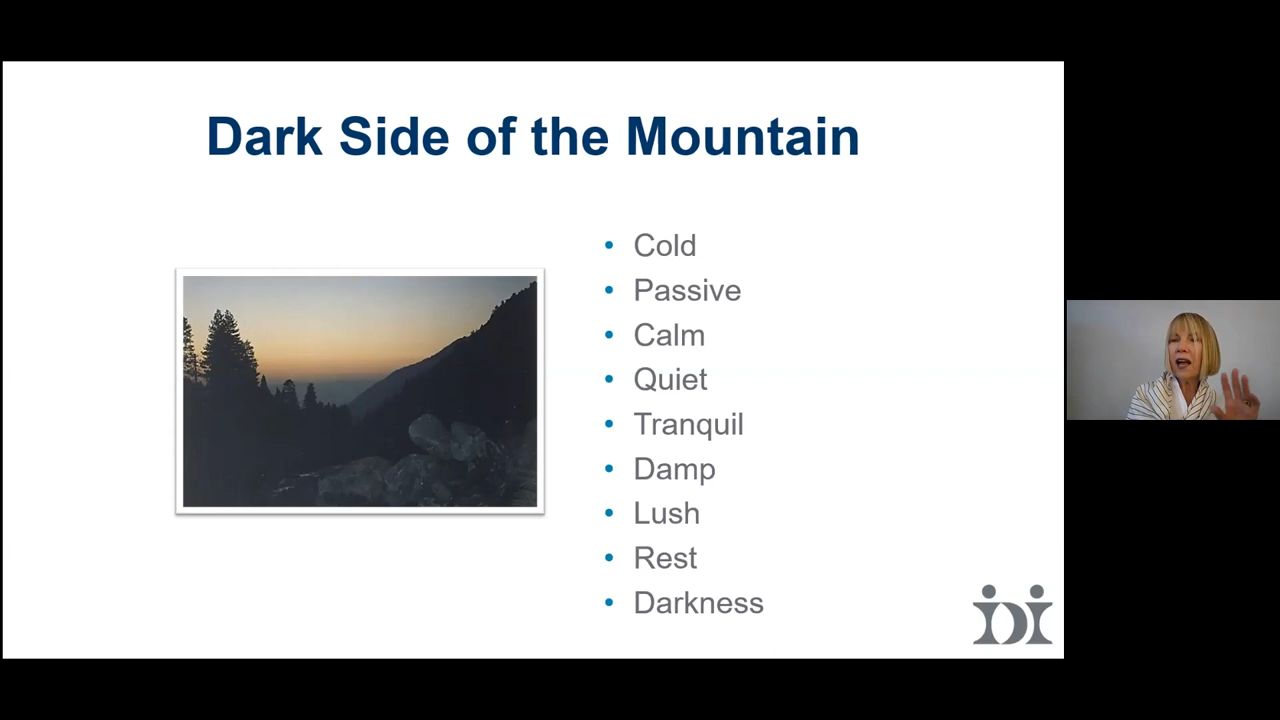 Dark Side of the Mountain
• Cold
• Passive
• Calm
• Quiet
• Tranquil
• Damp
• Lush
• Rest
• Darkness
iDi